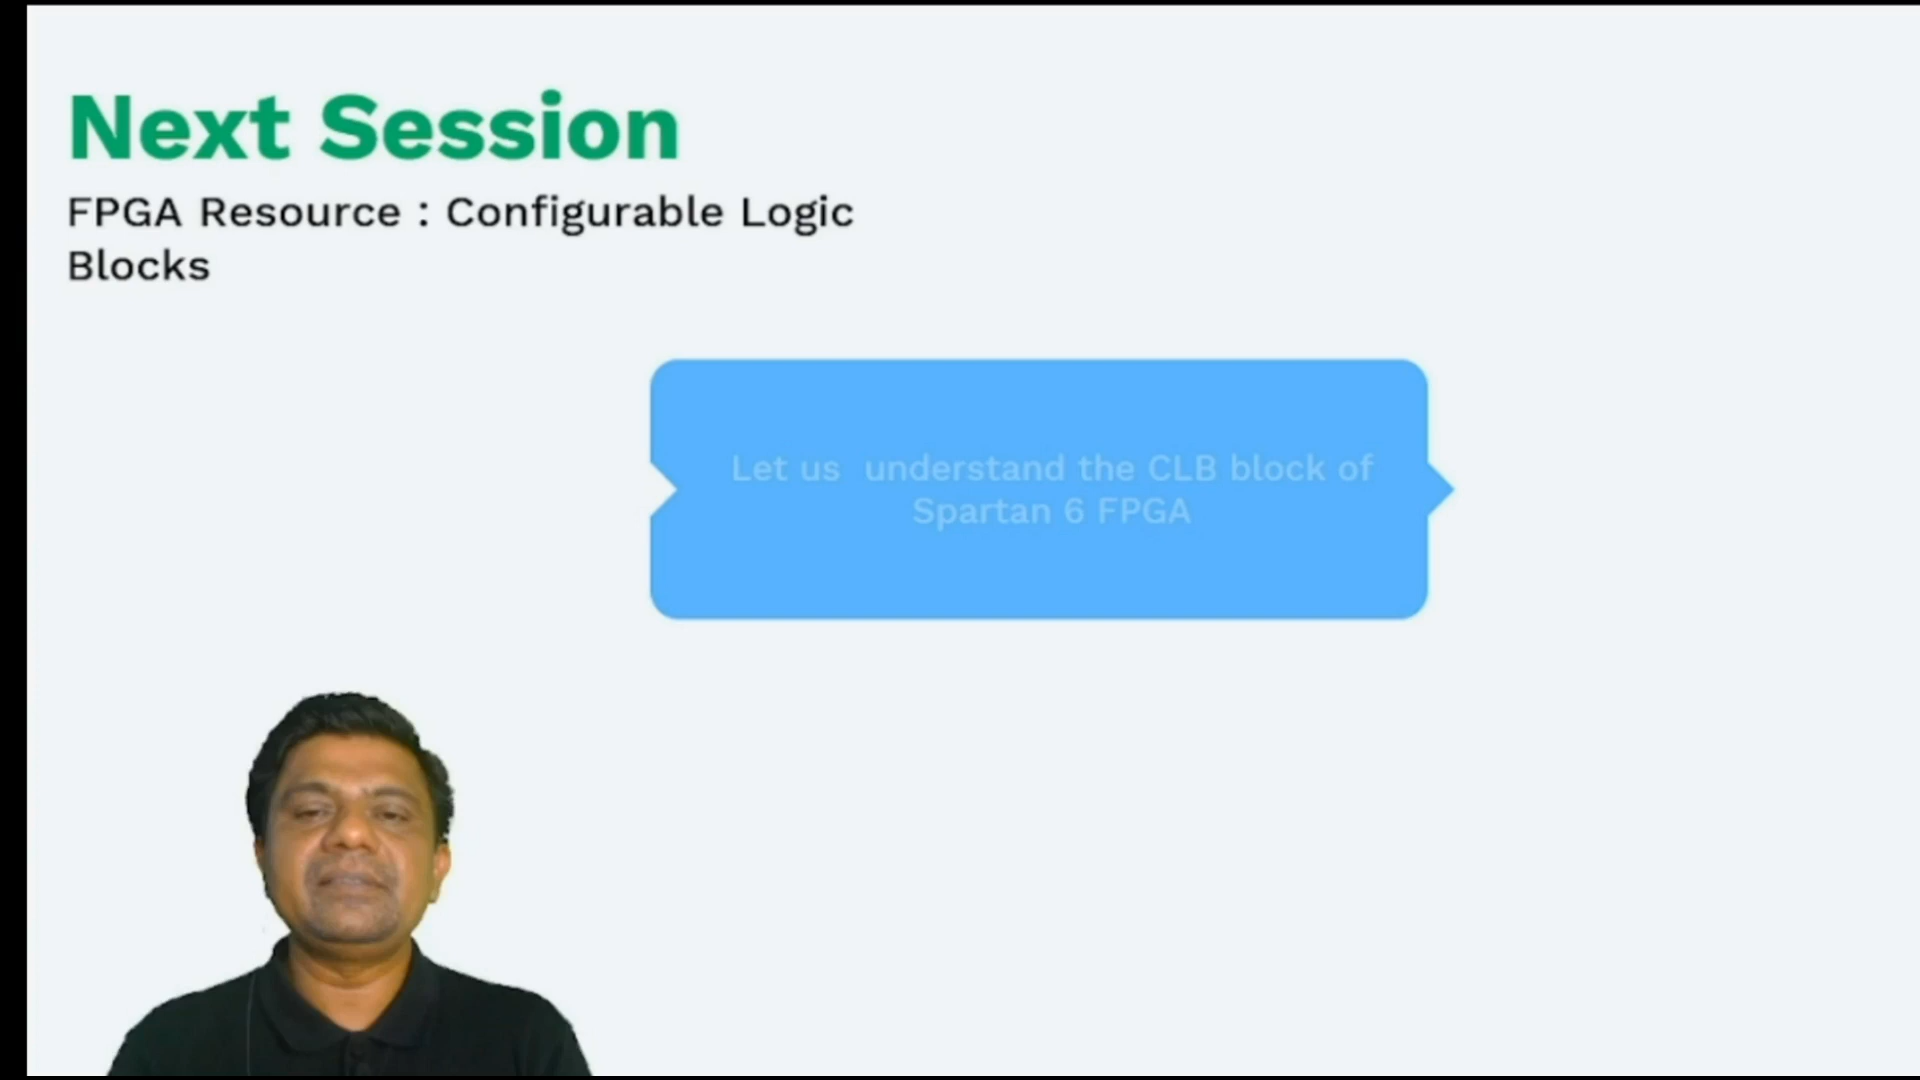 Next Session
FPGA Resource : Configurable Logic
Blocks
Let us understand the CLB block of
Spartan 6 FPGA